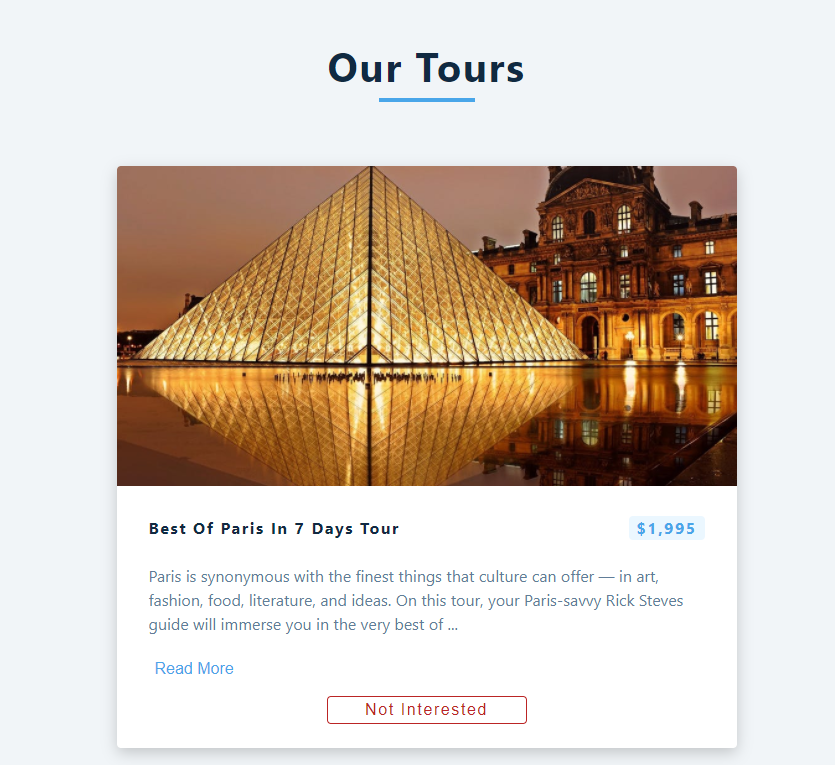 Our Tours
Best Of Paris In 7 Days Tour
$1,995
Paris is synonymous with the finest things that culture can offer — in art,
fashion, food, literature, and ideas. On this tour, your Paris-savvy Rick Steves
guide will immerse you in the very best of ...
Read More
Not Interested